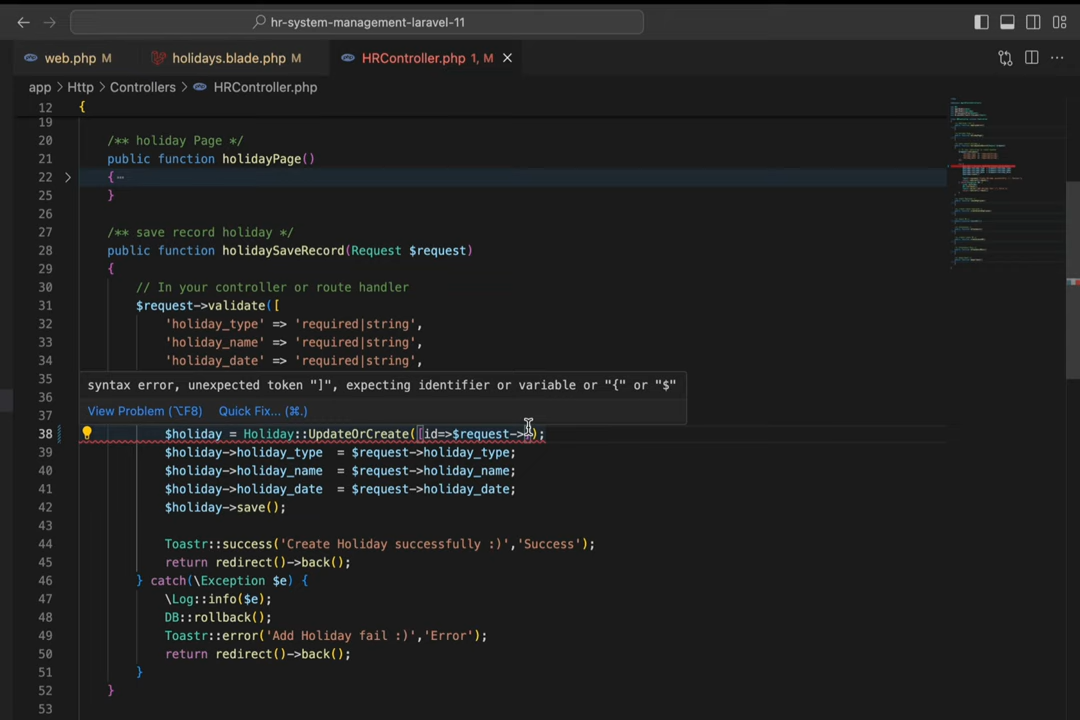 hr-system-management-laravel-11
web.php M holidays.blade.php M HRController.php 1, M
app > Http > Controllers > HRController.php
12 {
19
20 /** holiday Page */
21 public function holidayPage()
22 { ⋯
25 }
26
27 /** save record holiday */
28 public function holidaySaveRecord(Request $request)
29 {
30 // In your controller or route handler
31 $request->validate([
32 'holiday_type' => 'required|string',
33 'holiday_name' => 'required|string',
34 'holiday_date' => 'required|string',
35
syntax error, unexpected token "]", expecting identifier or variable or "{" or "$"
36
View Problem (⌥F8) Quick Fix... (⌘.)
37
38 $holiday = Holiday::UpdateOrCreate([id=>$request->]);
39 $holiday->holiday_type = $request->holiday_type;
40 $holiday->holiday_name = $request->holiday_name;
41 $holiday->holiday_date = $request->holiday_date;
42 $holiday->save();
43
44 Toastr::success('Create Holiday successfully :)','Success');
45 return redirect()->back();
46 } catch(\Exception $e) {
47 \Log::info($e);
48 DB::rollback();
49 Toastr::error('Add Holiday fail :)','Error');
50 return redirect()->back();
51 }
52 }
53